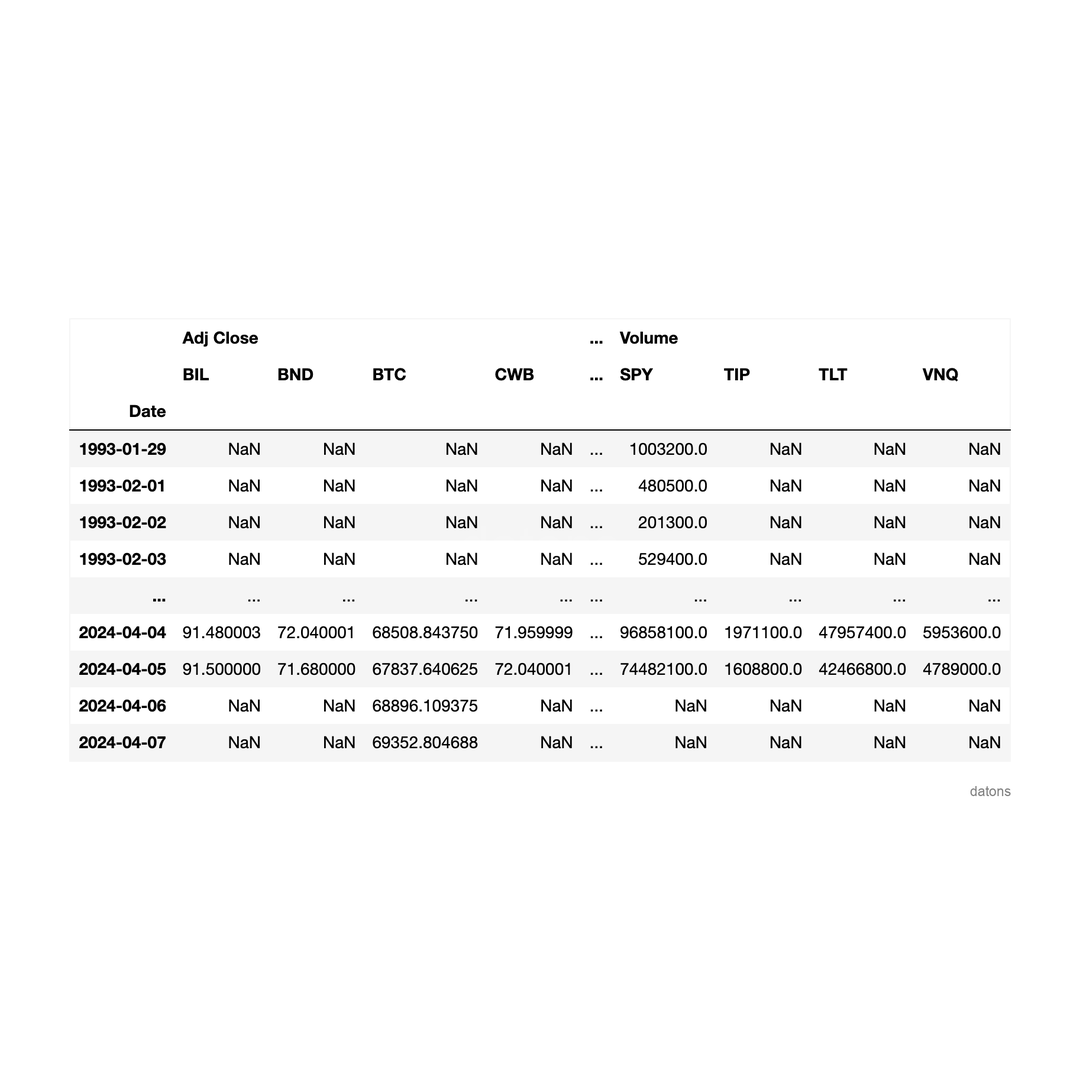 Adj Close ... Volume
BIL BND BTC CWB ... SPY TIP TLT VNQ
Date
1993-01-29 NaN NaN NaN NaN ... 1003200.0 NaN NaN NaN
1993-02-01 NaN NaN NaN NaN ... 480500.0 NaN NaN NaN
1993-02-02 NaN NaN NaN NaN ... 201300.0 NaN NaN NaN
1993-02-03 NaN NaN NaN NaN ... 529400.0 NaN NaN NaN
... ... ... ... ... ... ... ... ... ...
2024-04-04 91.480003 72.040001 68508.843750 71.959999 ... 96858100.0 1971100.0 47957400.0 5953600.0
2024-04-05 91.500000 71.680000 67837.640625 72.040001 ... 74482100.0 1608800.0 42466800.0 4789000.0
2024-04-06 NaN NaN 68896.109375 NaN ... NaN NaN NaN NaN
2024-04-07 NaN NaN 69352.804688 NaN ... NaN NaN NaN NaN
datons